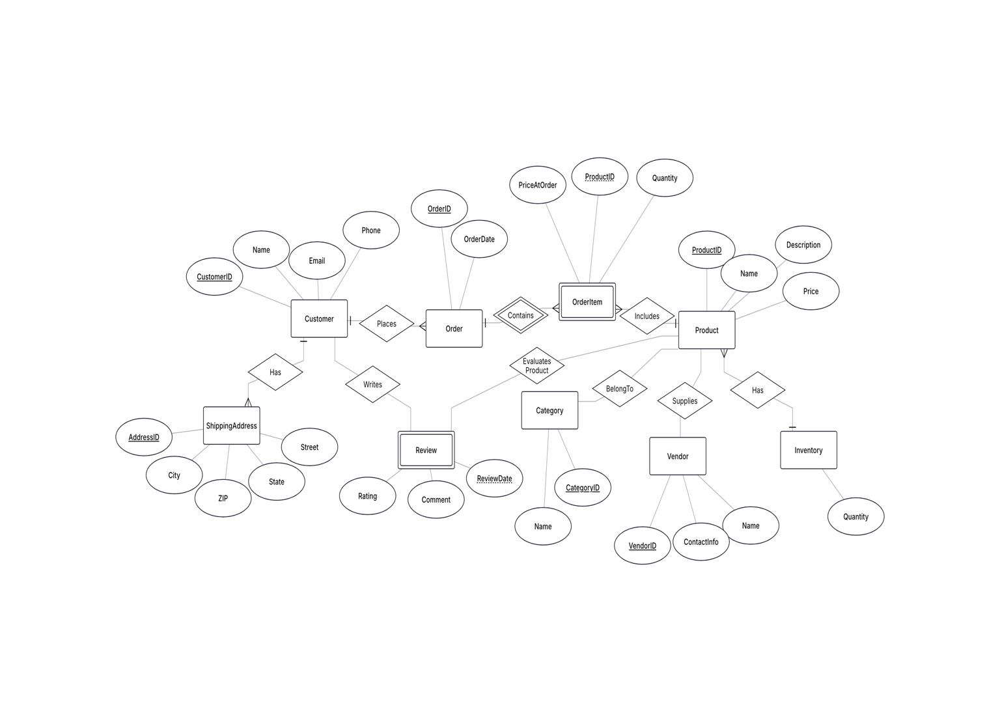 ProductID
Quantity
PriceAtOrder
OrderID
Phone
OrderDate
Description
Name
ProductID
Email
Name
CustomerID
Price
OrderItem
Customer
Contains
Includes
Places
Order
Product
Evaluates
Product
Has
Writes
BelongTo
Has
Supplies
Category
ShippingAddress
AddressID
Street
Review
Vendor
Inventory
City
State
ReviewDate
CategoryID
ZIP
Rating
Comment
Quantity
Name
Name
ContactInfo
VendorID